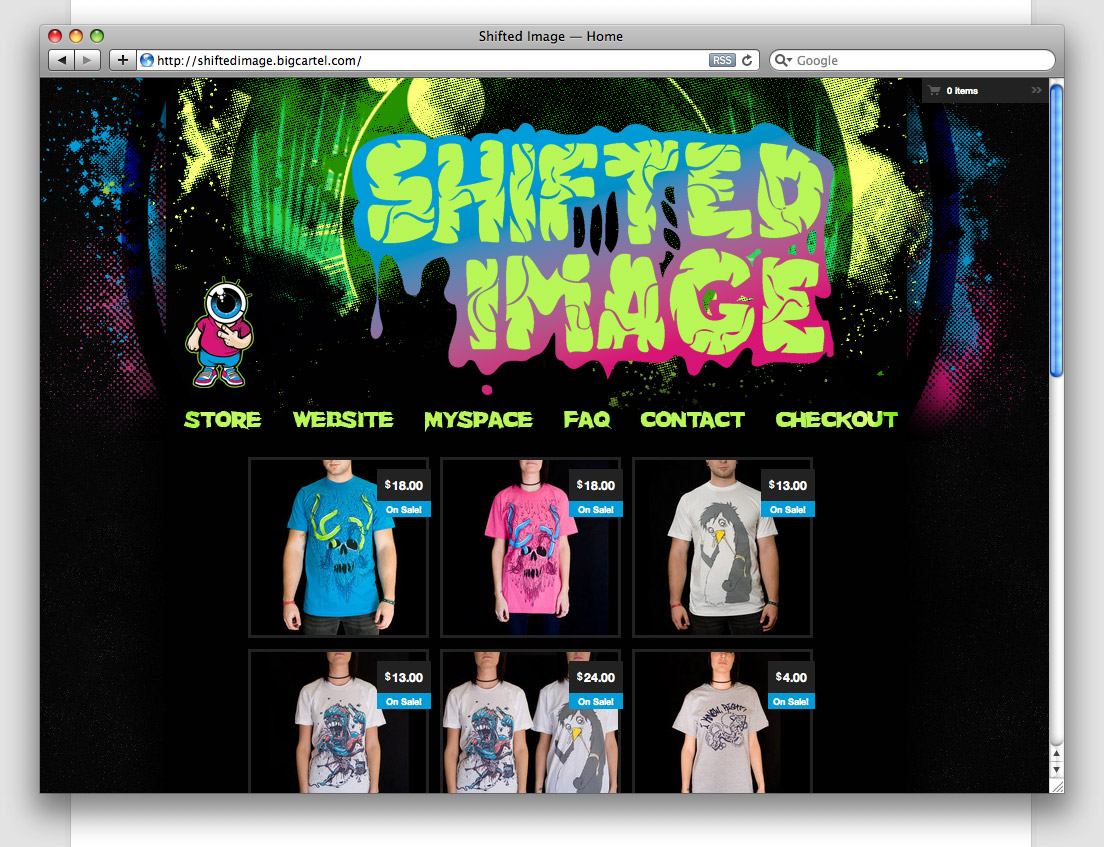 Shifted Image — Home
http://shiftedimage.bigcartel.com/
RSS
Google
0 items
SHIFTED
IMAGE
STORE WEBSITE MYSPACE FAQ CONTACT CHECKOUT
$18.00 $18.00 $13.00
On Sale! On Sale! On Sale!
$13.00 $24.00 $4.00
On Sale! On Sale! On Sale!
I KNOW, RIGHT?